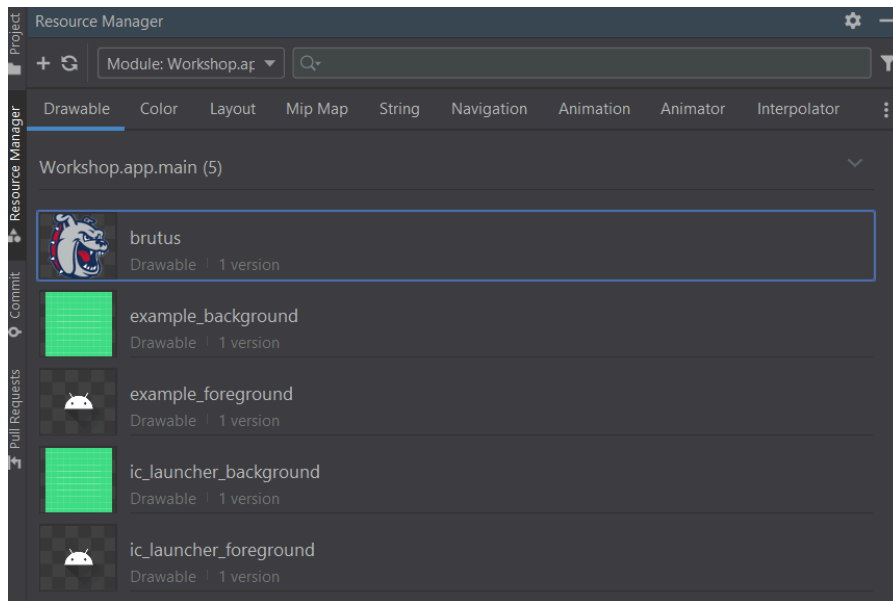 Resource Manager
Module: Workshop.ap
Drawable Color Layout Mip Map String Navigation Animation Animator Interpolator
Workshop.app.main (5)
brutus
Drawable | 1 version
example_background
Drawable | 1 version
example_foreground
Drawable | 1 version
ic_launcher_background
Drawable | 1 version
ic_launcher_foreground
Drawable | 1 version
Project
Resource Manager
Commit
Pull Requests